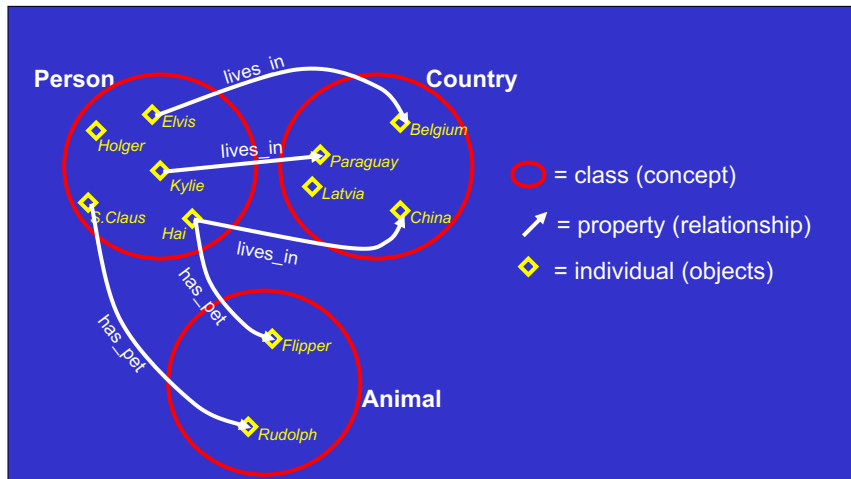 Person
lives_in
Country
Elvis
Holger
Belgium
lives_in
Paraguay
Kylie
Latvia
S.Claus
Hai
China
lives_in
has_pet
has_pet
Flipper
Animal
Rudolph
= class (concept)
= property (relationship)
= individual (objects)